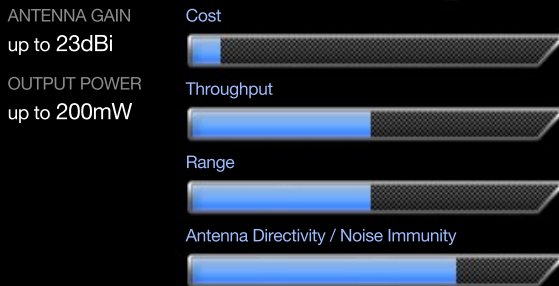 ANTENNA GAIN
up to 23dBi
OUTPUT POWER
up to 200mW
Cost
Throughput
Range
Antenna Directivity / Noise Immunity